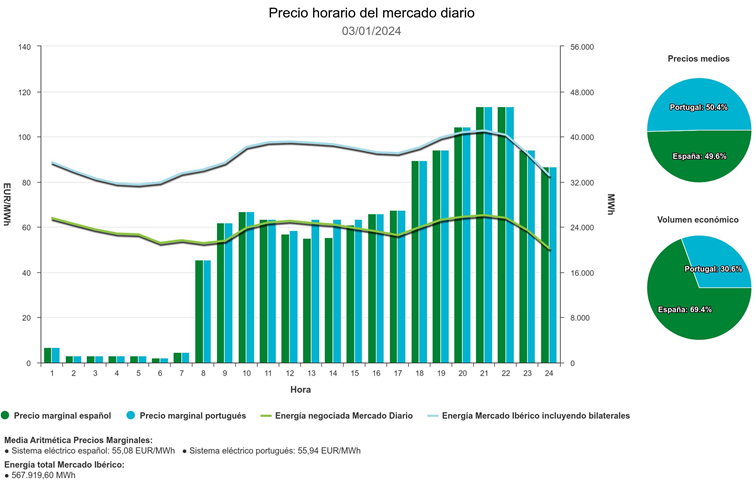 Precio horario del mercado diario
03/01/2024
140
120
100
80
60
40
20
0
EUR/MWh
56.000
48.000
40.000
32.000
24.000
16.000
8.000
0
MWh
1 2 3 4 5 6 7 8 9 10 11 12 13 14 15 16 17 18 19 20 21 22 23 24
Hora
Precios medios
Portugal: 50.4%
España: 49.6%
Volumen económico
Portugal: 30.6%
España: 69.4%
Precio marginal español Precio marginal portugués Energía negociada Mercado Diario Energía Mercado Ibérico incluyendo bilaterales
Media Aritmética Precios Marginales:
● Sistema eléctrico español: 55,08 EUR/MWh ● Sistema eléctrico portugués: 55,94 EUR/MWh
Energía total Mercado Ibérico:
● 567.919,60 MWh